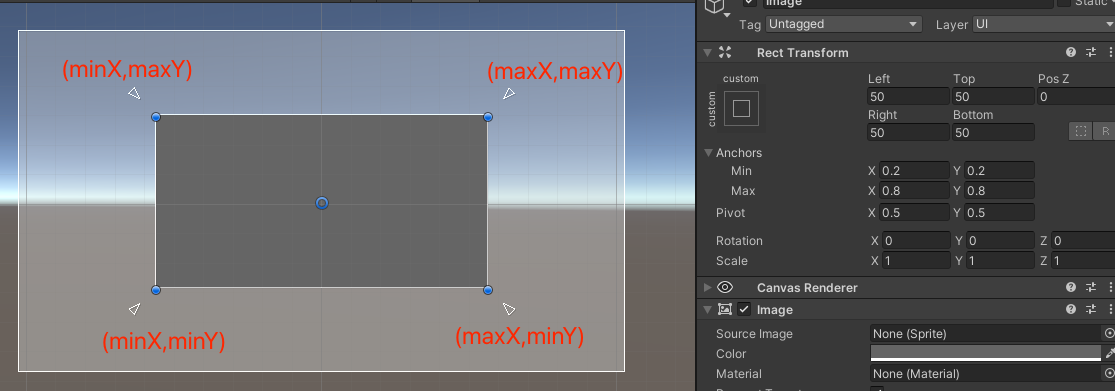 Image
Static
Tag Untagged Layer UI
Rect Transform
(minX,maxY)
(maxX,maxY)
(minX,minY)
(maxX,minY)
custom
custom
Left Top Pos Z
50 50 0
Right Bottom
50 50
R
Anchors
Min X 0.2 Y 0.2
Max X 0.8 Y 0.8
Pivot X 0.5 Y 0.5
Rotation X 0 Y 0 Z 0
Scale X 1 Y 1 Z 1
Canvas Renderer
Image
Source Image None (Sprite)
Color
Material None (Material)